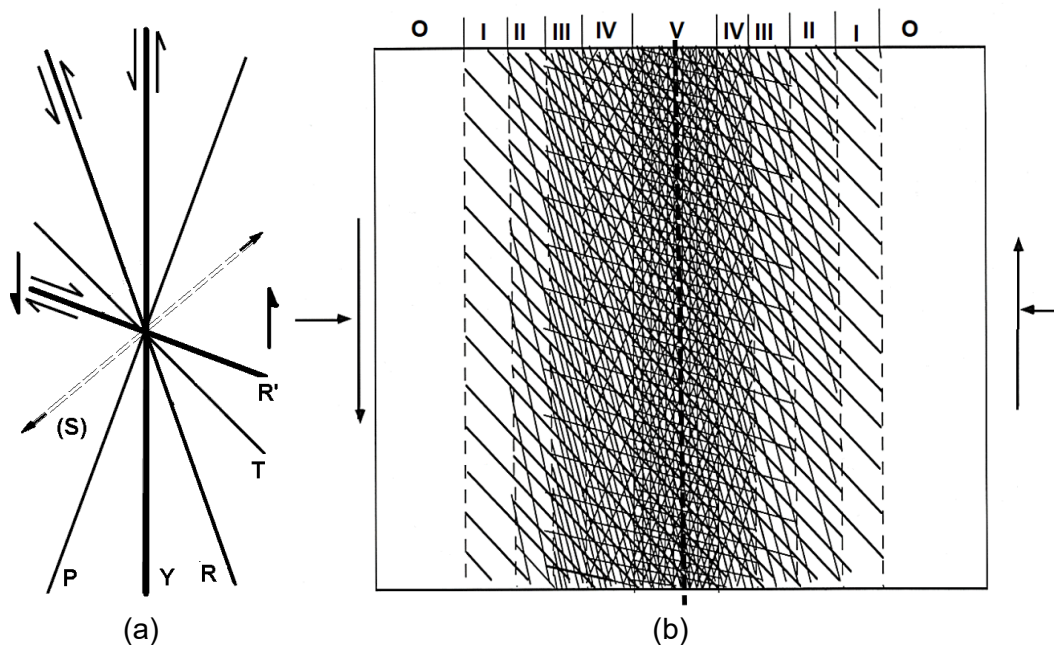 O I II III IV V IV III II I O
(S)
R'
T
P Y R
(a) (b)